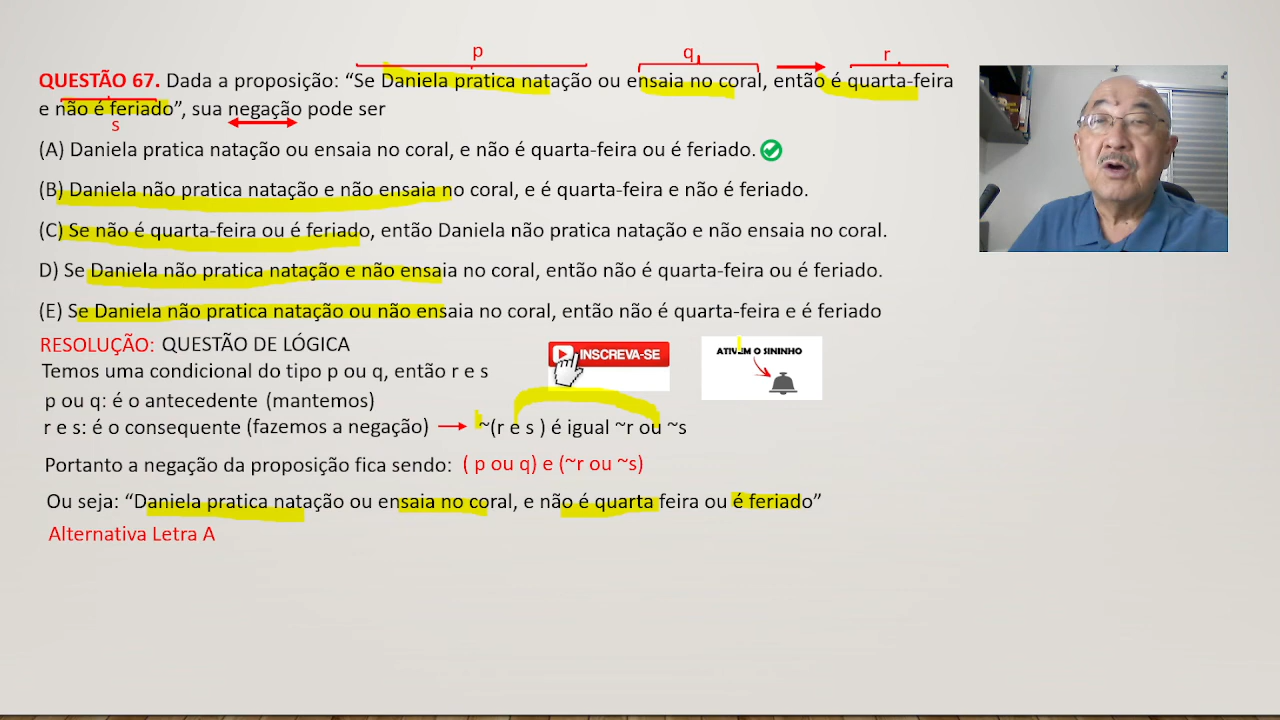 p
q
r
QUESTÃO 67. Dada a proposição: “Se Daniela pratica natação ou ensaia no coral, então é quarta-feira
e não é feriado”, sua negação pode ser
s
(A) Daniela pratica natação ou ensaia no coral, e não é quarta-feira ou é feriado.
(B) Daniela não pratica natação e não ensaia no coral, e é quarta-feira e não é feriado.
(C) Se não é quarta-feira ou é feriado, então Daniela não pratica natação e não ensaia no coral.
D) Se Daniela não pratica natação e não ensaia no coral, então não é quarta-feira ou é feriado.
(E) Se Daniela não pratica natação ou não ensaia no coral, então não é quarta-feira e é feriado
RESOLUÇÃO: QUESTÃO DE LÓGICA
INSCREVA-SE
ATIVEM O SININHO
Temos uma condicional do tipo p ou q, então r e s
p ou q: é o antecedente (mantemos)
r e s: é o consequente (fazemos a negação) → ~(r e s ) é igual ~r ou ~s
Portanto a negação da proposição fica sendo: ( p ou q) e (~r ou ~s)
Ou seja: “Daniela pratica natação ou ensaia no coral, e não é quarta feira ou é feriado”
Alternativa Letra A